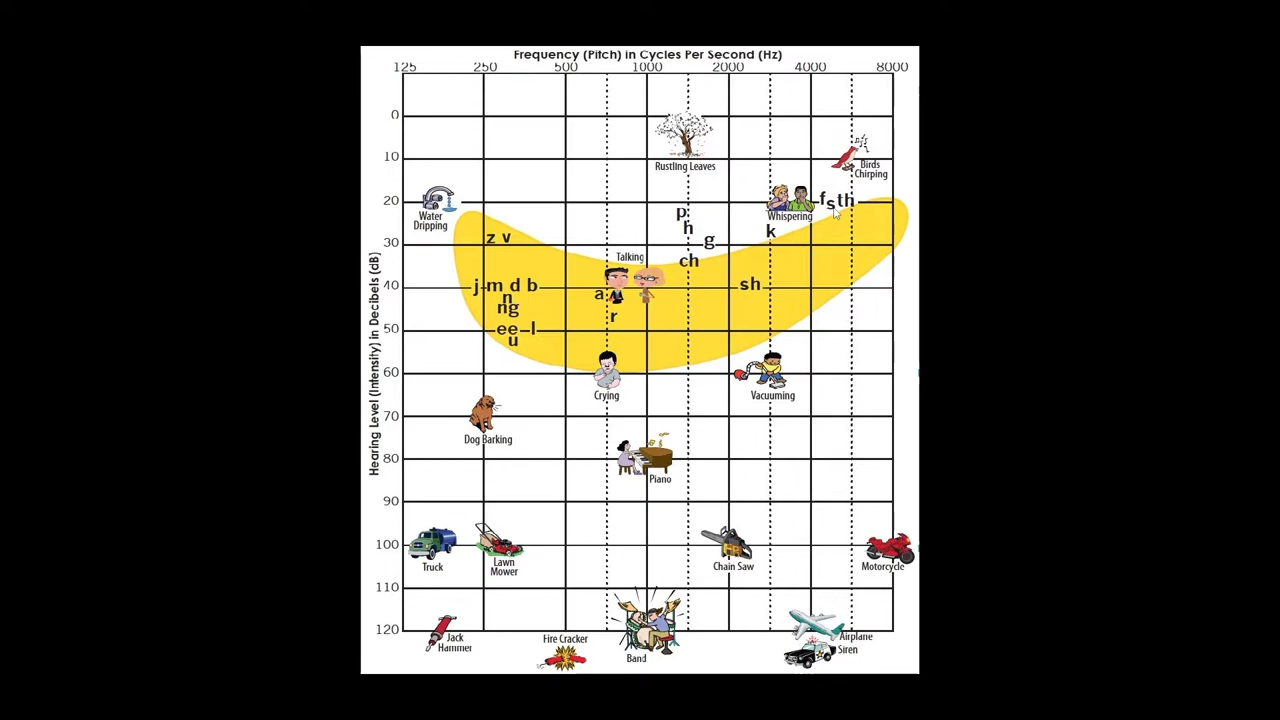 Frequency (Pitch) in Cycles Per Second (Hz)
125 250 500 1000 2000 4000 8000
Hearing Level (Intensity) in Decibels (dB)
0
Rustling Leaves
10
Birds
Chirping
20
Water
Dripping
Whispering
f s th
p
h
k
z v
g
30
Talking
ch
40
j m d b
a
sh
n
ng
r
50
ee l
u
60
Crying
Vacuuming
70
Dog Barking
80
Piano
90
100
Truck
Lawn
Mower
Chain Saw
Motorcycle
110
120
Jack
Hammer
Fire Cracker
Band
Airplane
Siren